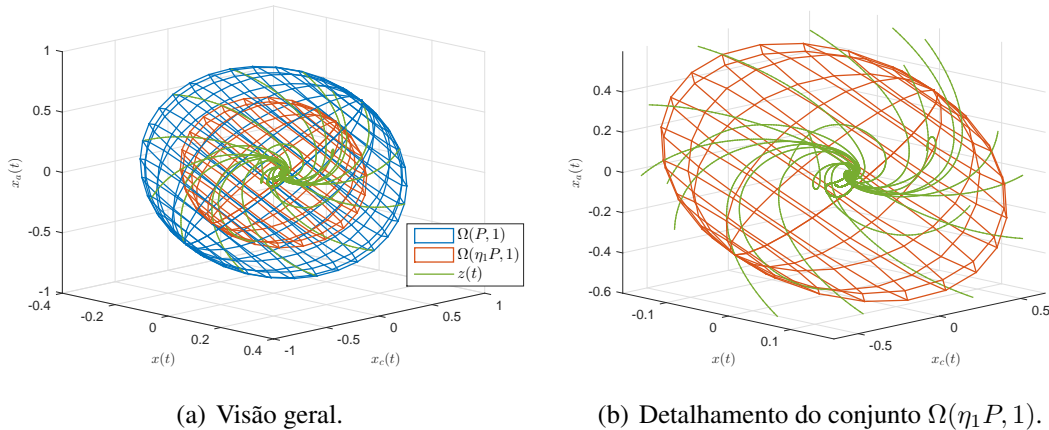 1
0.5
0
-0.5
-1
x_a(t)
-0.4
-0.2
0
0.2
0.4
x(t)
-1
-0.5
0
0.5
1
x_c(t)
Ω(P, 1)
Ω(η₁P, 1)
z(t)
0.4
0.2
0
-0.2
-0.4
-0.6
x_a(t)
-0.1
0
0.1
x(t)
-0.5
0
0.5
x_c(t)
(a) Visão geral.
(b) Detalhamento do conjunto Ω(η₁P, 1).